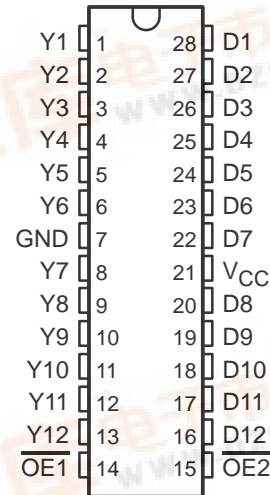 Y1 1 28 D1
Y2 2 27 D2
Y3 3 26 D3
Y4 4 25 D4
Y5 5 24 D5
Y6 6 23 D6
GND 7 22 D7
Y7 8 21 VCC
Y8 9 20 D8
Y9 10 19 D9
Y10 11 18 D10
Y11 12 17 D11
Y12 13 16 D12
OE1 14 15 OE2